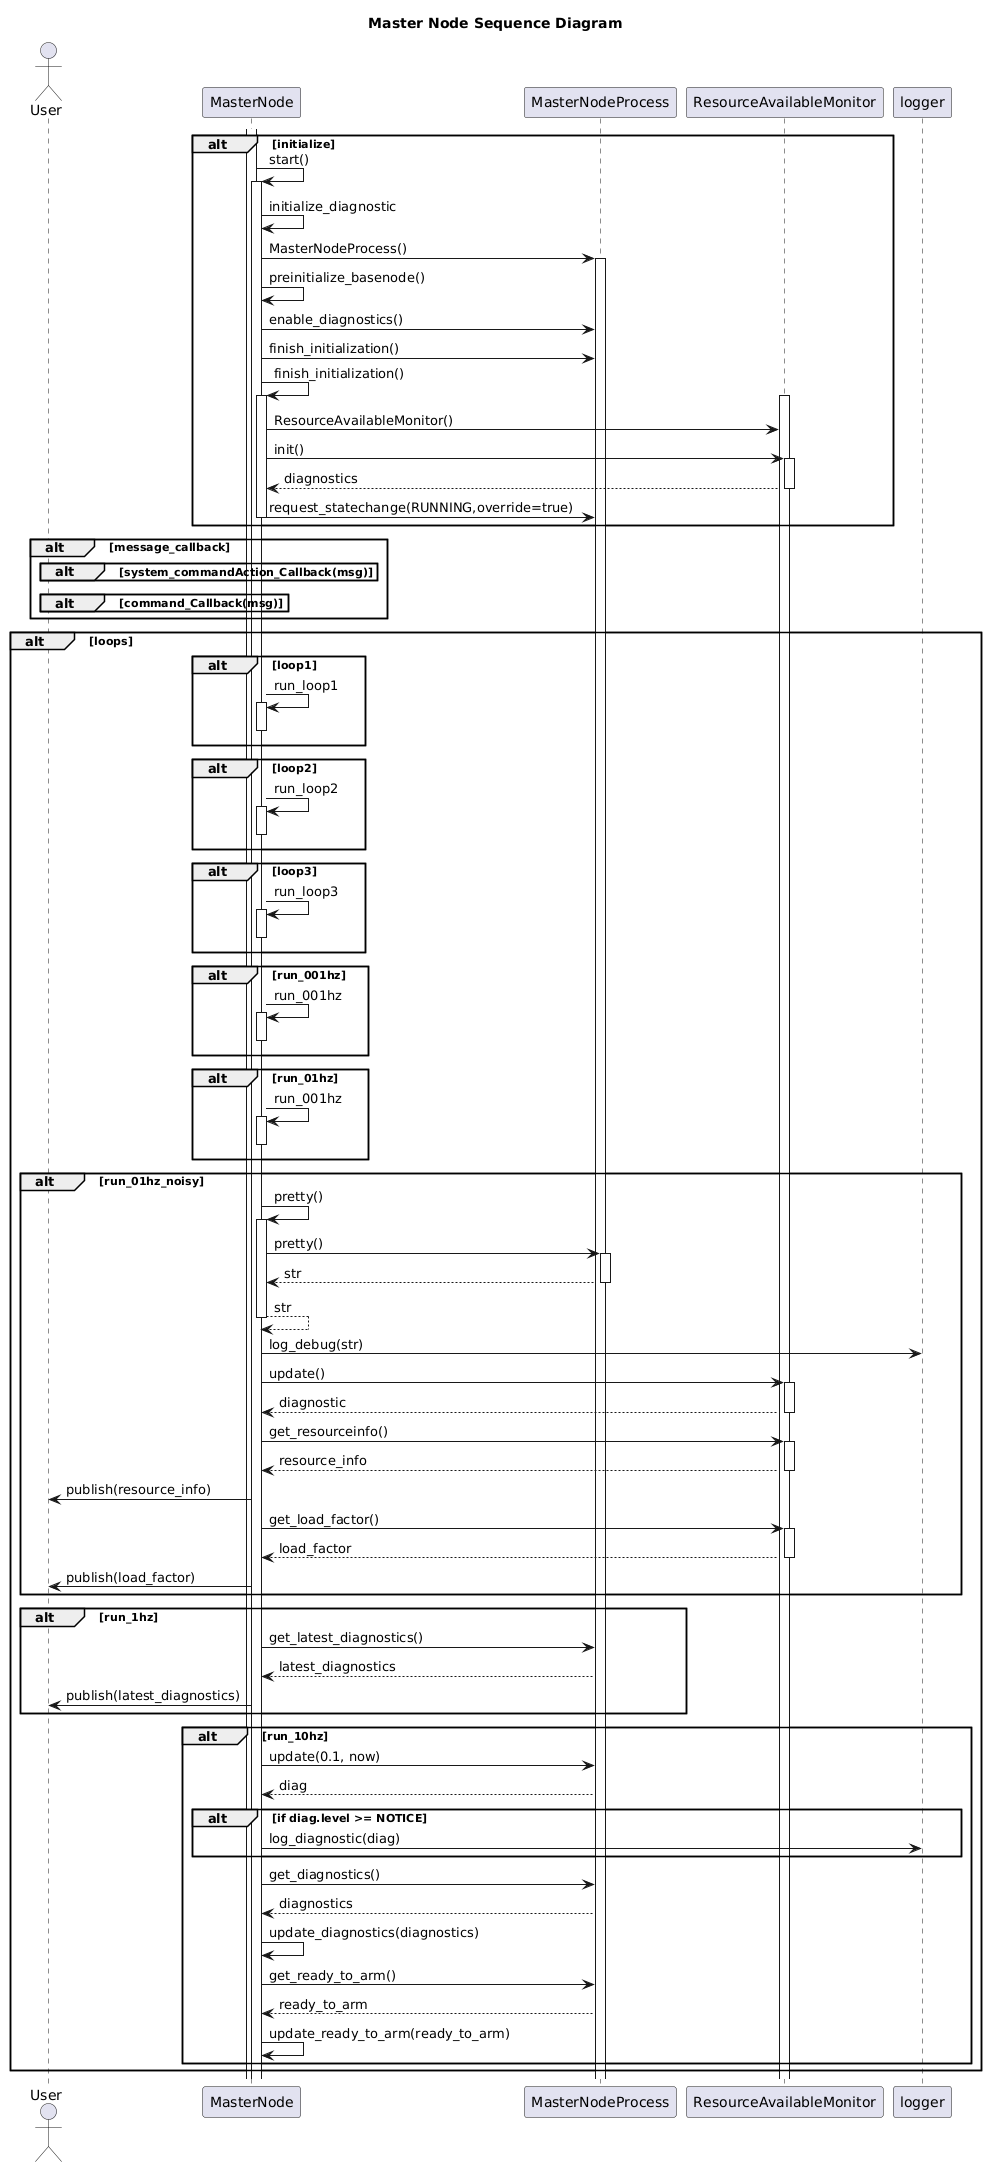 Master Node Sequence Diagram
User
MasterNode
MasterNodeProcess
ResourceAvailableMonitor
logger
alt [initialize]
start()
initialize_diagnostic
MasterNodeProcess()
preinitialize_basenode()
enable_diagnostics()
finish_initialization()
finish_initialization()
ResourceAvailableMonitor()
init()
diagnostics
request_statechange(RUNNING,override=true)
alt [message_callback]
alt [system_commandAction_Callback(msg)]
alt [command_Callback(msg)]
alt [loops]
alt [loop1]
run_loop1
alt [loop2]
run_loop2
alt [loop3]
run_loop3
alt [run_001hz]
run_001hz
alt [run_01hz]
run_001hz
alt [run_01hz_noisy]
pretty()
pretty()
str
str
log_debug(str)
update()
diagnostic
get_resourceinfo()
resource_info
publish(resource_info)
get_load_factor()
load_factor
publish(load_factor)
alt [run_1hz]
get_latest_diagnostics()
latest_diagnostics
publish(latest_diagnostics)
alt [run_10hz]
update(0.1, now)
diag
alt [if diag.level >= NOTICE]
log_diagnostic(diag)
get_diagnostics()
diagnostics
update_diagnostics(diagnostics)
get_ready_to_arm()
ready_to_arm
update_ready_to_arm(ready_to_arm)
User
MasterNode
MasterNodeProcess
ResourceAvailableMonitor
logger